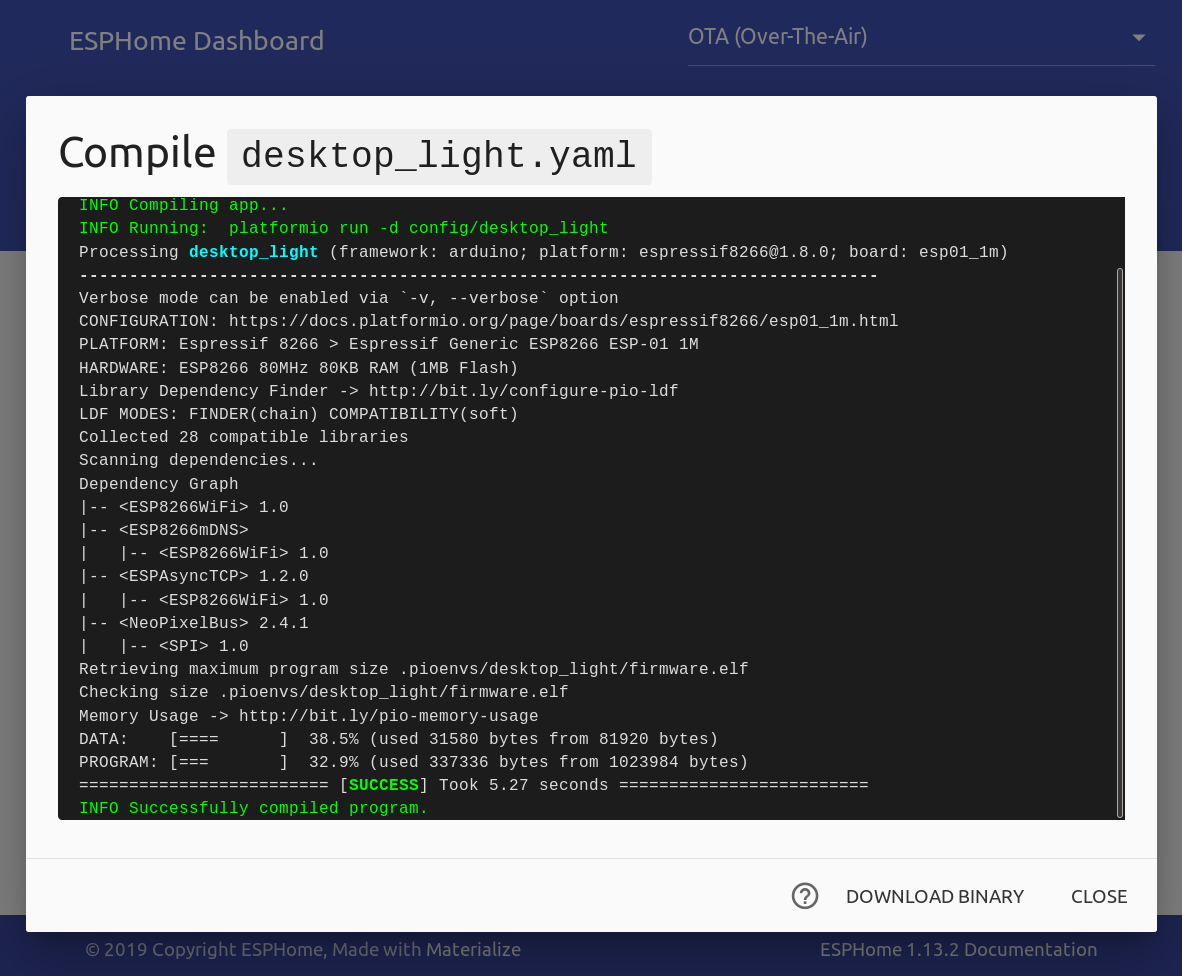 ESPHome Dashboard
OTA (Over-The-Air)
Compile desktop_light.yaml
INFO Compiling app...
INFO Running:  platformio run -d config/desktop_light
Processing desktop_light (framework: arduino; platform: espressif8266@1.8.0; board: esp01_1m)
--------------------------------------------------------------------------------
Verbose mode can be enabled via `-v, --verbose` option
CONFIGURATION: https://docs.platformio.org/page/boards/espressif8266/esp01_1m.html
PLATFORM: Espressif 8266 > Espressif Generic ESP8266 ESP-01 1M
HARDWARE: ESP8266 80MHz 80KB RAM (1MB Flash)
Library Dependency Finder -> http://bit.ly/configure-pio-ldf
LDF MODES: FINDER(chain) COMPATIBILITY(soft)
Collected 28 compatible libraries
Scanning dependencies...
Dependency Graph
|-- <ESP8266WiFi> 1.0
|-- <ESP8266mDNS>
|   |-- <ESP8266WiFi> 1.0
|-- <ESPAsyncTCP> 1.2.0
|   |-- <ESP8266WiFi> 1.0
|-- <NeoPixelBus> 2.4.1
|   |-- <SPI> 1.0
Retrieving maximum program size .pioenvs/desktop_light/firmware.elf
Checking size .pioenvs/desktop_light/firmware.elf
Memory Usage -> http://bit.ly/pio-memory-usage
DATA:    [====      ]  38.5% (used 31580 bytes from 81920 bytes)
PROGRAM: [===       ]  32.9% (used 337336 bytes from 1023984 bytes)
========================= [SUCCESS] Took 5.27 seconds =========================
INFO Successfully compiled program.
DOWNLOAD BINARY
CLOSE
© 2019 Copyright ESPHome, Made with Materialize
ESPHome 1.13.2 Documentation